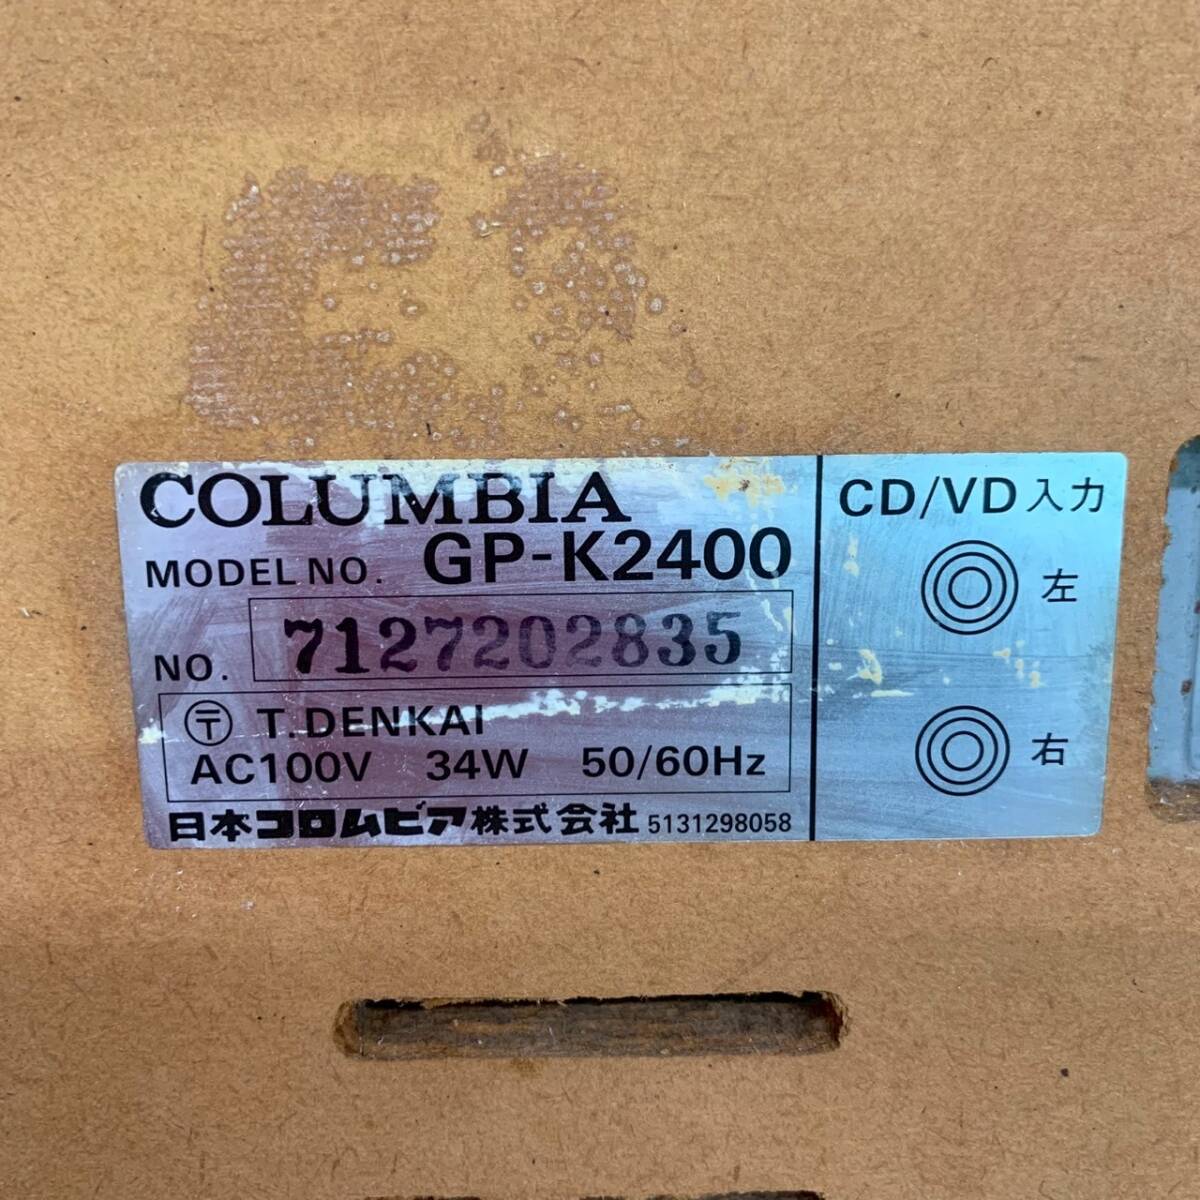 COLUMBIA
MODEL NO. GP-K2400
NO. 7127202835
〒 T.DENKAI
AC100V 34W 50/60Hz
日本コロムビア株式会社 5131298058
CD/VD入力
左
右